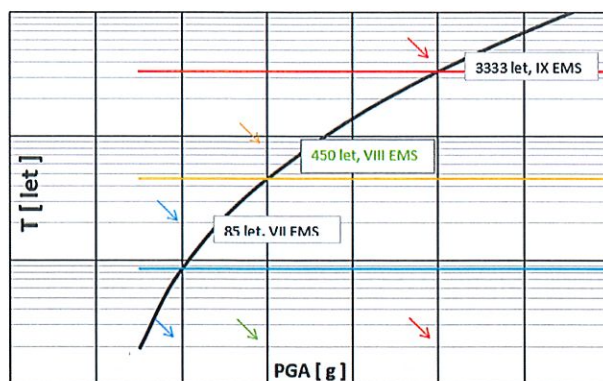 3333 let, IX EMS
450 let, VIII EMS
85 let, VII EMS
T [ let ]
PGA [ g ]